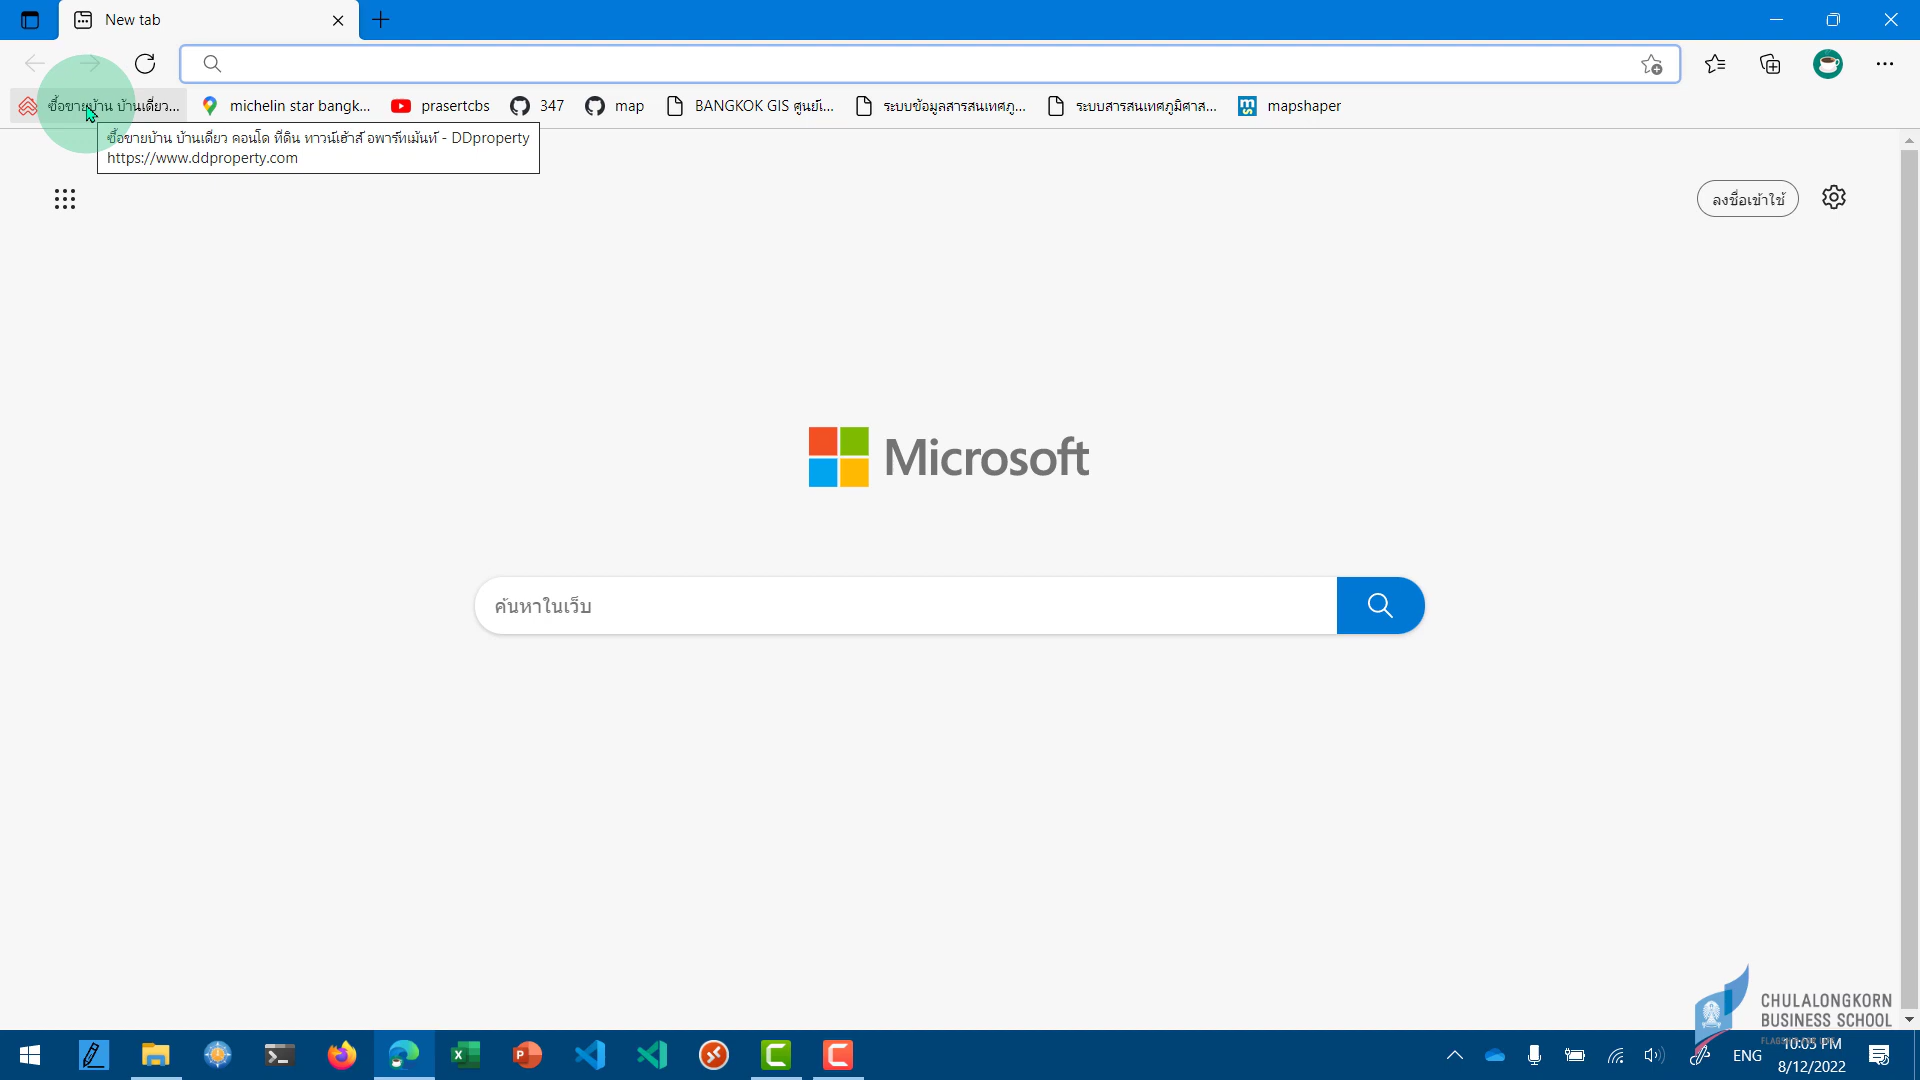 New tab
ซื้อขายบ้าน บ้านเดี่ยว...
michelin star bangk...
prasertcbs
347
map
BANGKOK GIS ศูนย์เ...
ระบบข้อมูลสารสนเทศภู...
ระบบสารสนเทศภูมิศาส...
mapshaper
ซื้อขายบ้าน บ้านเดี่ยว คอนโด ที่ดิน ทาวน์เฮ้าส์ อพาร์ทเม้นท์ - DDproperty
https://www.ddproperty.com
ลงชื่อเข้าใช้
Microsoft
ค้นหาในเว็บ
CHULALONGKORN
BUSINESS SCHOOL
ENG
10:05 PM
8/12/2022